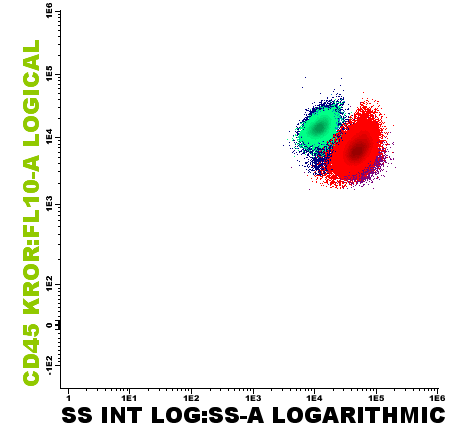 CD45 KROR:FL10-A LOGICAL
1E6
1E5
1E4
1E3
1E2
0
-1E2
1 1E1 1E2 1E3 1E4 1E5 1E6
SS INT LOG:SS-A LOGARITHMIC